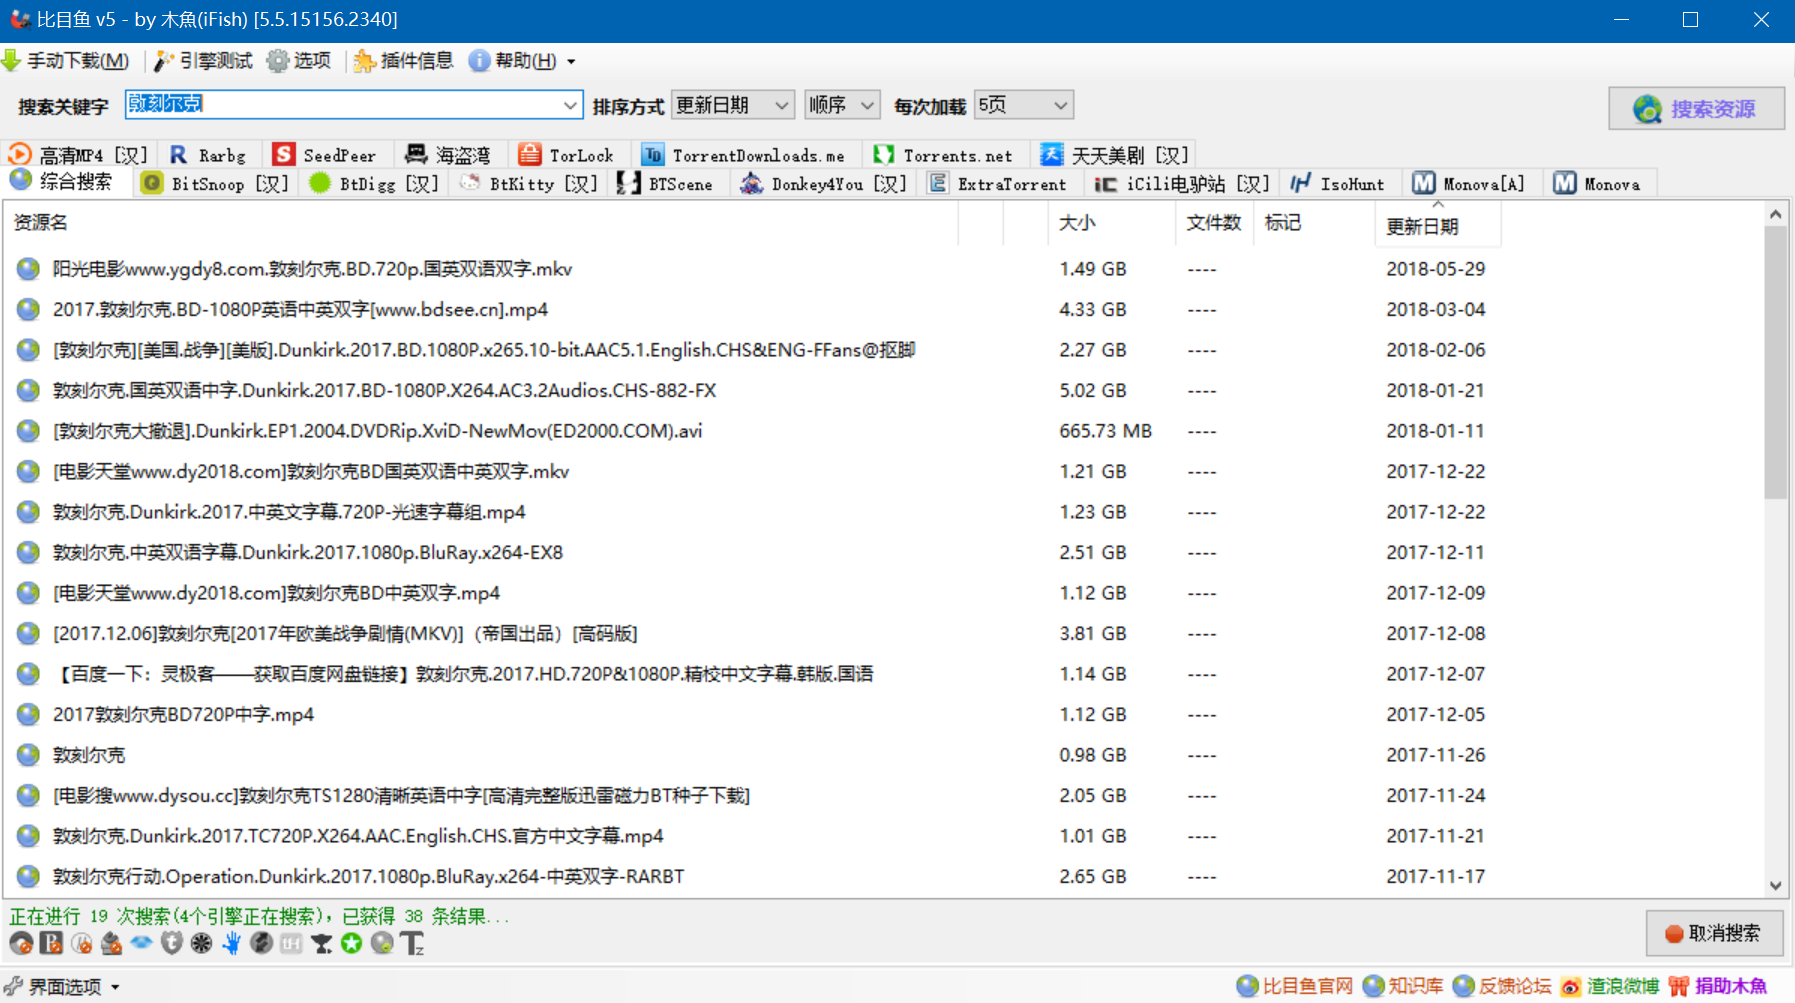 比目鱼 v5 - by 木魚(iFish) [5.5.15156.2340]
手动下载(M) 引擎测试 选项 插件信息 帮助(H)
搜索关键字 敦刻尔克 排序方式 更新日期 顺序 每次加载 5页 搜索资源
高清MP4 [汉] Rarbg SeedPeer 海盗湾 TorLock TorrentDownloads.me Torrents.net 天天美剧 [汉]
综合搜索 BitSnoop [汉] BtDigg [汉] BtKitty [汉] BTScene Donkey4You [汉] ExtraTorrent iCili电驴站 [汉] IsoHunt Monova[A] Monova
资源名 大小 文件数 标记 更新日期
阳光电影www.ygdy8.com.敦刻尔克.BD.720p.国英双语双字.mkv 1.49 GB ---- 2018-05-29
2017.敦刻尔克.BD-1080P英语中英双字[www.bdsee.cn].mp4 4.33 GB ---- 2018-03-04
[敦刻尔克][美国.战争][美版].Dunkirk.2017.BD.1080P.x265.10-bit.AAC5.1.English.CHS&ENG-FFans@抠脚 2.27 GB ---- 2018-02-06
敦刻尔克.国英双语中字.Dunkirk.2017.BD-1080P.X264.AC3.2Audios.CHS-882-FX 5.02 GB ---- 2018-01-21
[敦刻尔克大撤退].Dunkirk.EP1.2004.DVDRip.XviD-NewMov(ED2000.COM).avi 665.73 MB ---- 2018-01-11
[电影天堂www.dy2018.com]敦刻尔克BD国英双语中英双字.mkv 1.21 GB ---- 2017-12-22
敦刻尔克.Dunkirk.2017.中英文字幕.720P-光速字幕组.mp4 1.23 GB ---- 2017-12-22
敦刻尔克.中英双语字幕.Dunkirk.2017.1080p.BluRay.x264-EX8 2.51 GB ---- 2017-12-11
[电影天堂www.dy2018.com]敦刻尔克BD中英双字.mp4 1.12 GB ---- 2017-12-09
[2017.12.06]敦刻尔克[2017年欧美战争剧情(MKV)]（帝国出品）[高码版] 3.81 GB ---- 2017-12-08
【百度一下：灵极客——获取百度网盘链接】敦刻尔克.2017.HD.720P&1080P.精校中文字幕.韩版.国语 1.14 GB ---- 2017-12-07
2017敦刻尔克BD720P中字.mp4 1.12 GB ---- 2017-12-05
敦刻尔克 0.98 GB ---- 2017-11-26
[电影搜www.dysou.cc]敦刻尔克TS1280清晰英语中字[高清完整版迅雷磁力BT种子下载] 2.05 GB ---- 2017-11-24
敦刻尔克.Dunkirk.2017.TC720P.X264.AAC.English.CHS.官方中文字幕.mp4 1.01 GB ---- 2017-11-21
敦刻尔克行动.Operation.Dunkirk.2017.1080p.BluRay.x264-中英双字-RARBT 2.65 GB ---- 2017-11-17
正在进行 19 次搜索(4个引擎正在搜索)，已获得 38 条结果...
取消搜索
界面选项 比目鱼官网 知识库 反馈论坛 渣浪微博 捐助木魚